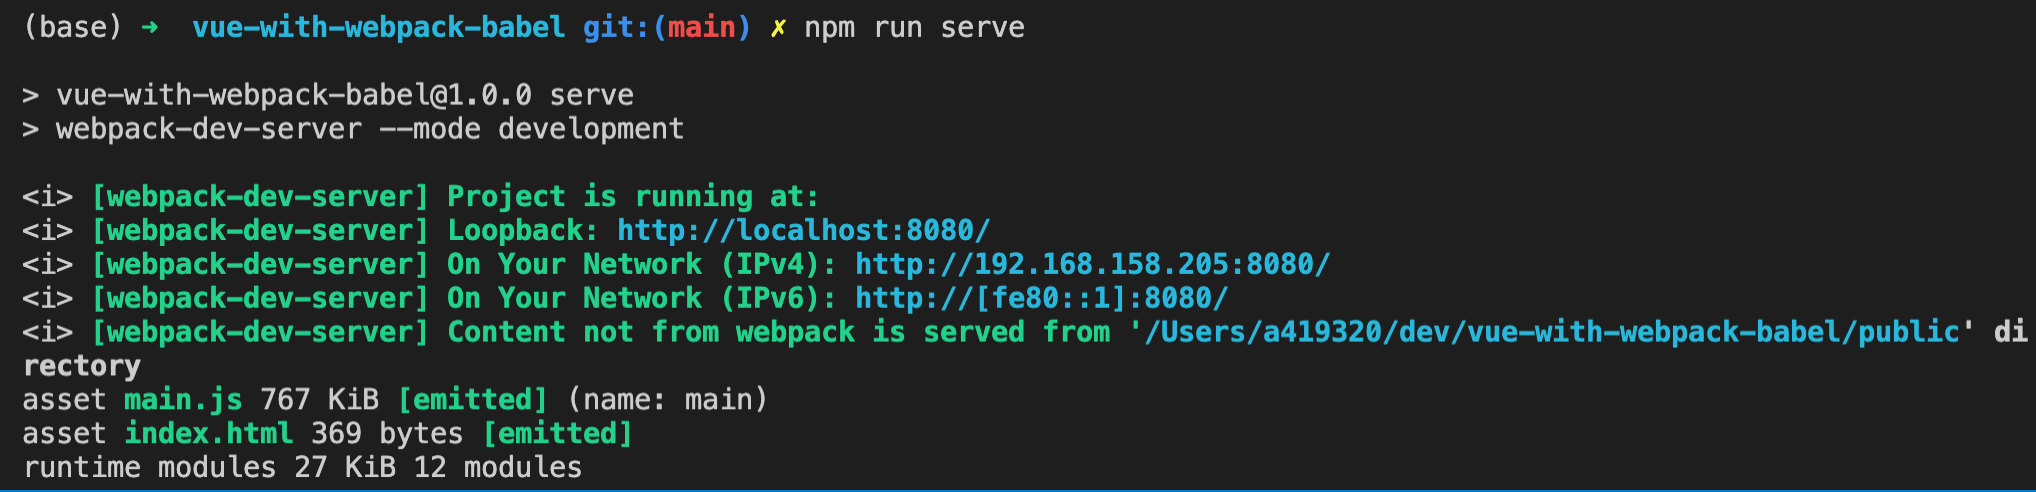 (base) ➜  vue-with-webpack-babel git:(main) ✗ npm run serve
> vue-with-webpack-babel@1.0.0 serve
> webpack-dev-server --mode development
<i> [webpack-dev-server] Project is running at:
<i> [webpack-dev-server] Loopback: http://localhost:8080/
<i> [webpack-dev-server] On Your Network (IPv4): http://192.168.158.205:8080/
<i> [webpack-dev-server] On Your Network (IPv6): http://[fe80::1]:8080/
<i> [webpack-dev-server] Content not from webpack is served from '/Users/a419320/dev/vue-with-webpack-babel/public' di
rectory
asset main.js 767 KiB [emitted] (name: main)
asset index.html 369 bytes [emitted]
runtime modules 27 KiB 12 modules